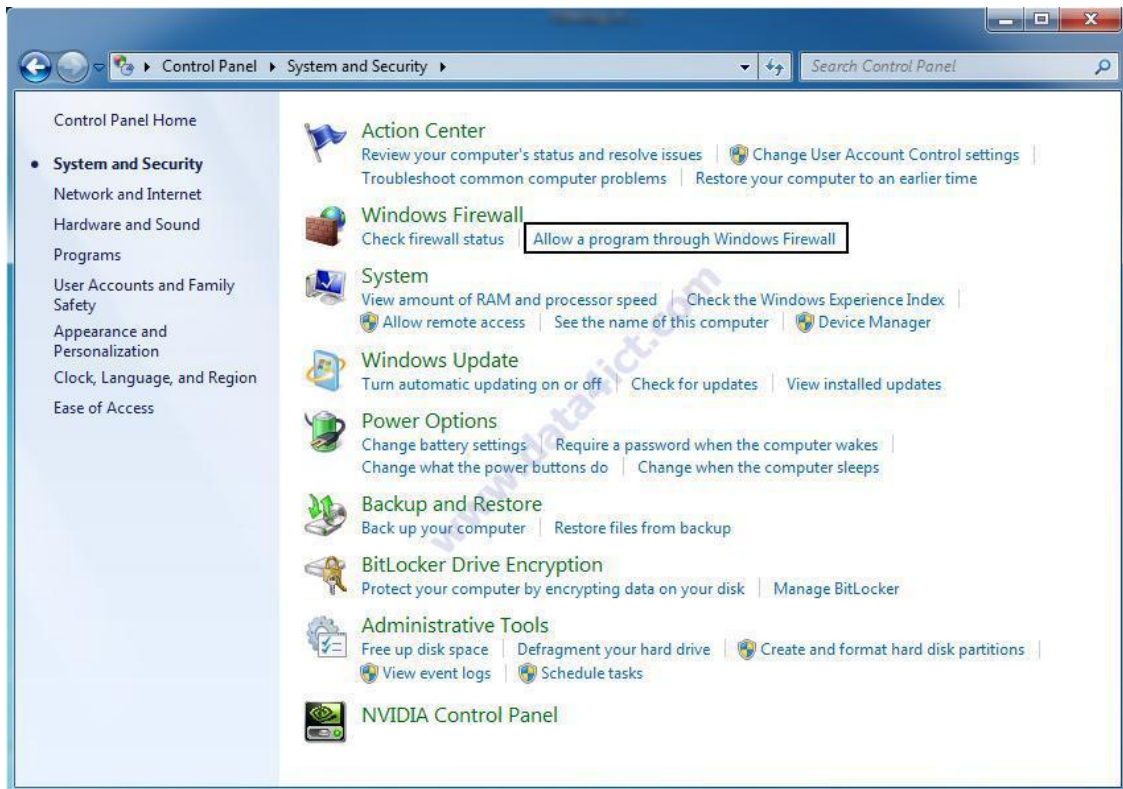 Control Panel System and Security Search Control Panel
Control Panel Home
System and Security
Network and Internet
Hardware and Sound
Programs
User Accounts and Family
Safety
Appearance and
Personalization
Clock, Language, and Region
Ease of Access
Action Center
Review your computer's status and resolve issues Change User Account Control settings
Troubleshoot common computer problems Restore your computer to an earlier time
Windows Firewall
Check firewall status Allow a program through Windows Firewall
System
View amount of RAM and processor speed Check the Windows Experience Index
Allow remote access See the name of this computer Device Manager
Windows Update
Turn automatic updating on or off Check for updates View installed updates
Power Options
Change battery settings Require a password when the computer wakes
Change what the power buttons do Change when the computer sleeps
Backup and Restore
Back up your computer Restore files from backup
BitLocker Drive Encryption
Protect your computer by encrypting data on your disk Manage BitLocker
Administrative Tools
Free up disk space Defragment your hard drive Create and format hard disk partitions
View event logs Schedule tasks
NVIDIA Control Panel
www.data4ict.com